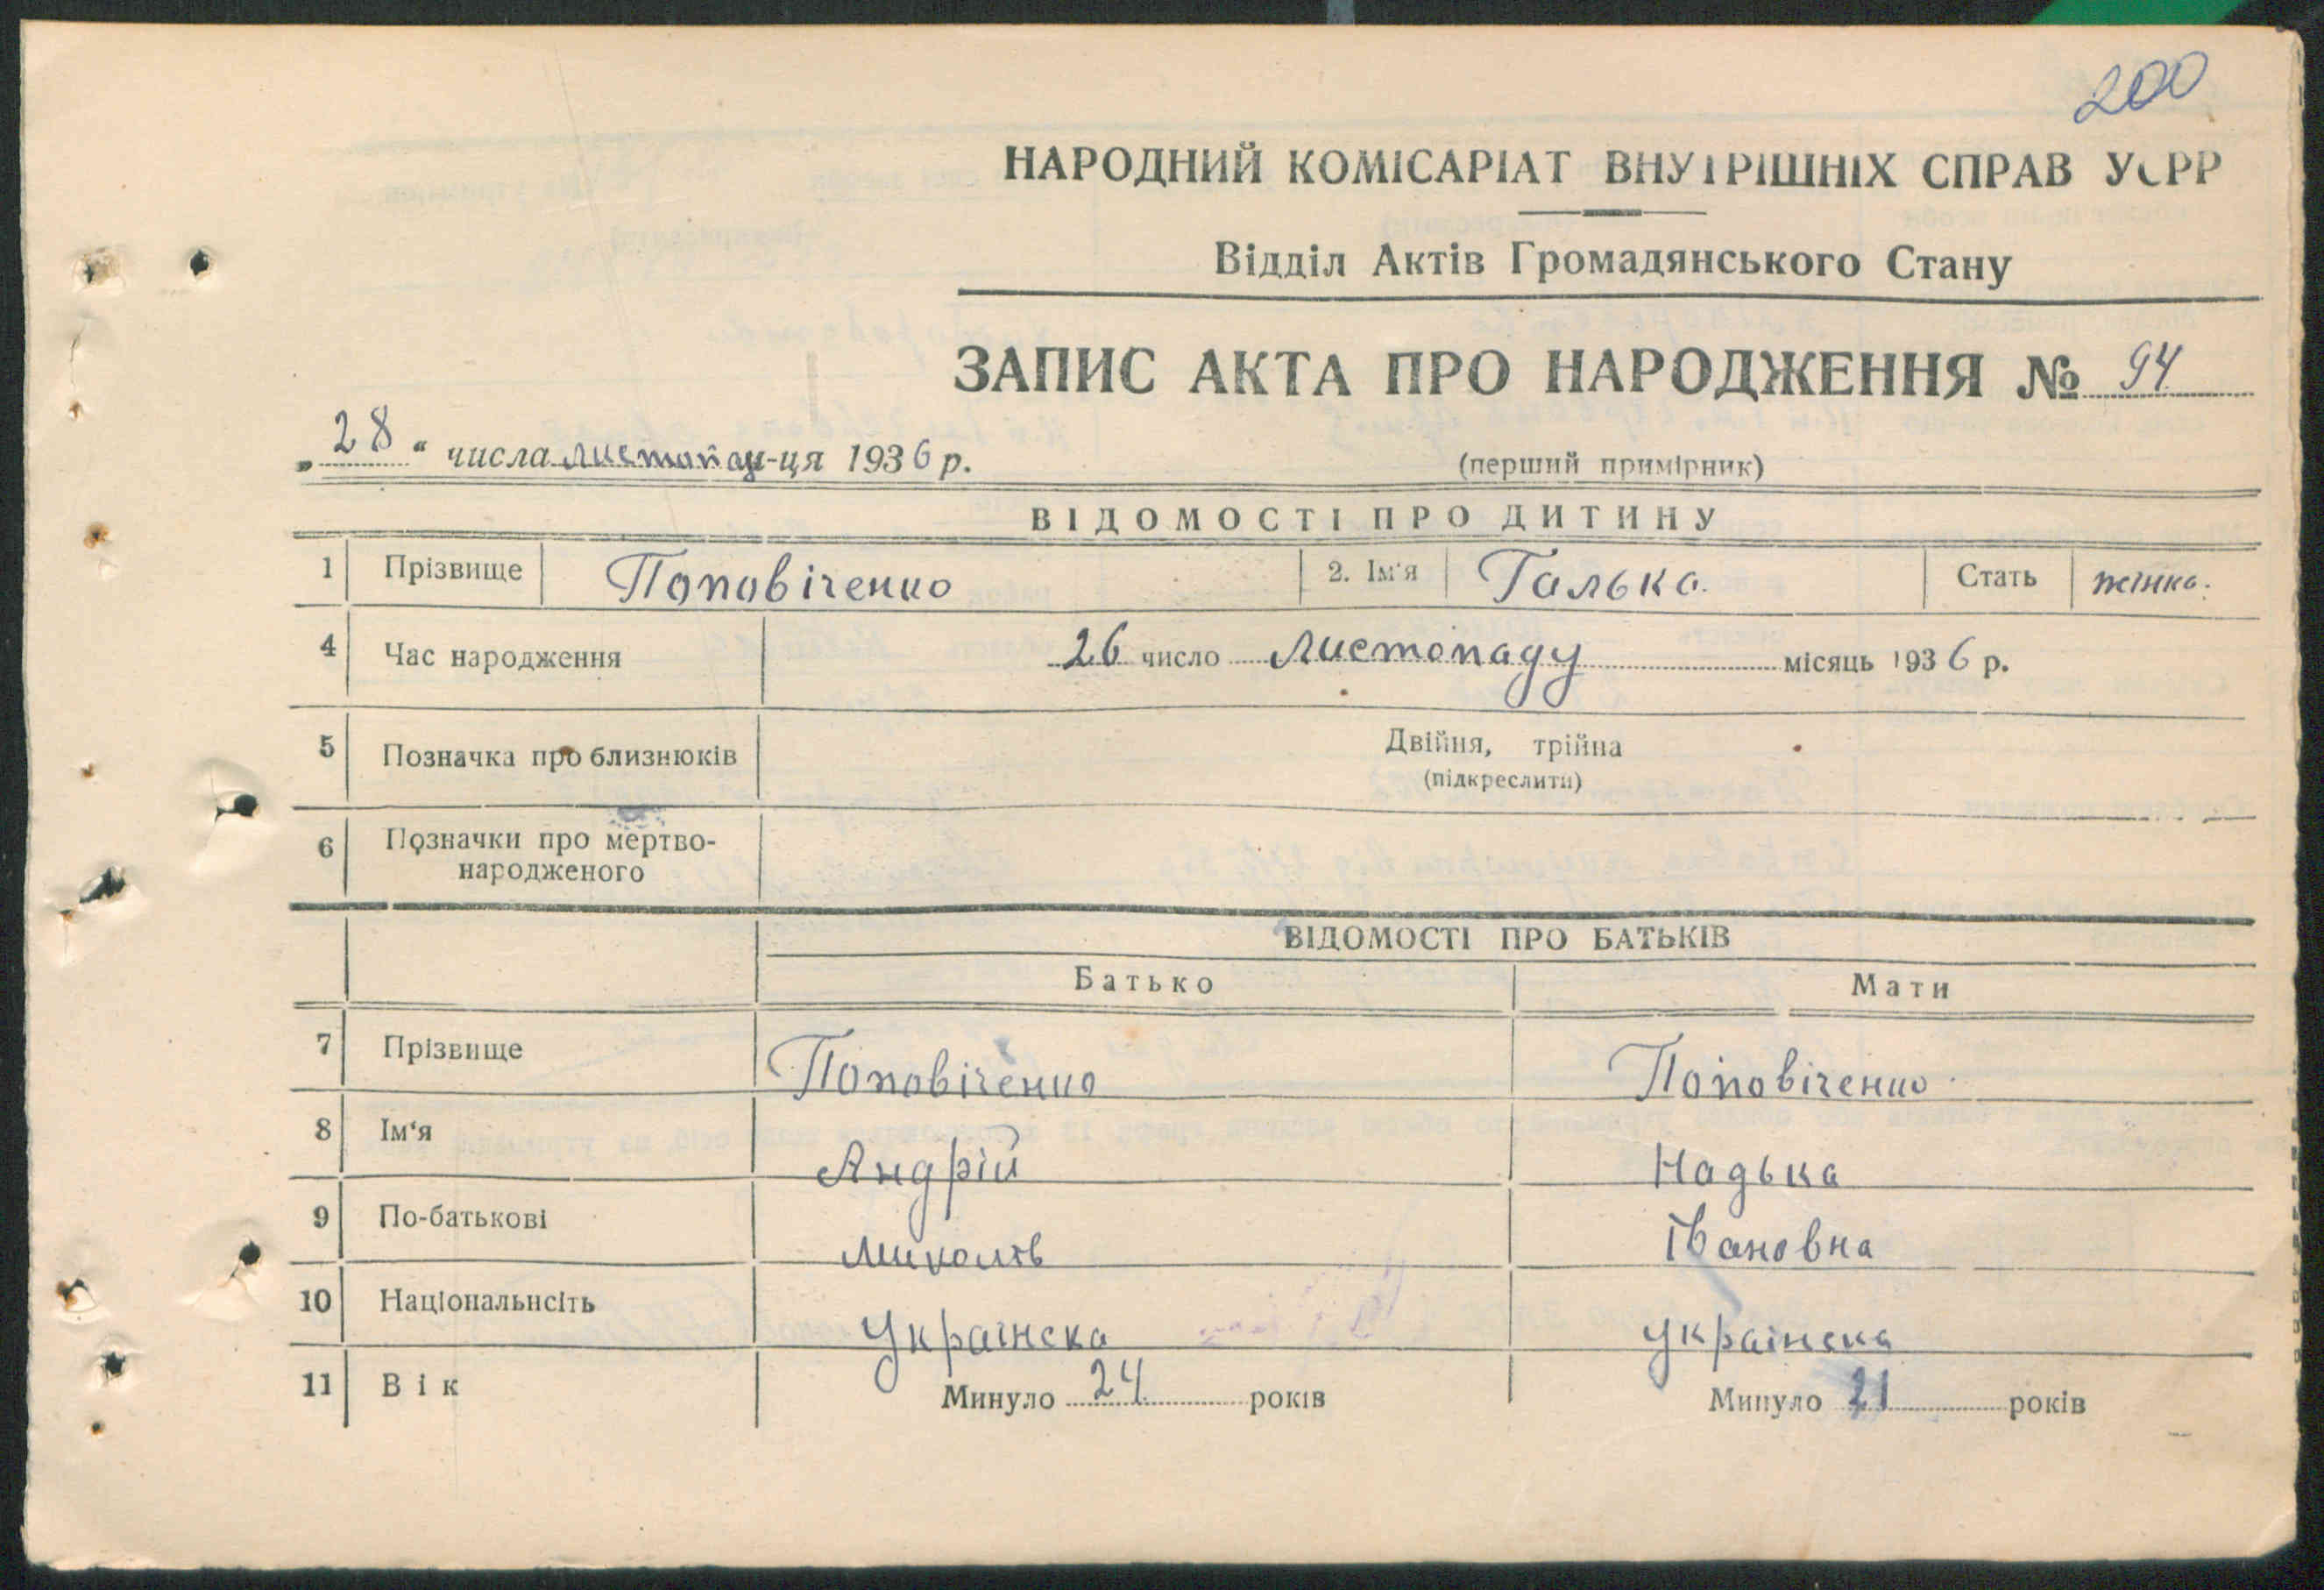 200
НАРОДНИЙ КОМІСАРІАТ ВНУТРІШНІХ СПРАВ УСРР
Відділ Актів Громадянського Стану
ЗАПИС АКТА ПРО НАРОДЖЕННЯ № 94
„28“ числа листопад м-ця 1936 р.
(перший примірник)
ВІДОМОСТІ ПРО ДИТИНУ
1 Прізвище Поповіченко 2. Ім'я Галька Стать жінка.
4 Час народження 26 число листопаду місяць 1936 р.
5 Позначка про близнюків Двійня, трійна
(підкреслити)
6 Позначки про мертво-
народженого
ВІДОМОСТІ ПРО БАТЬКІВ
Батько Мати
7 Прізвище Поповіченко Поповіченко
8 Ім'я Андрій Надька
9 По-батькові Миколів Івановна
10 Національнсіть Українска Українска
11 Вік Минуло 24 років Минуло 21 років